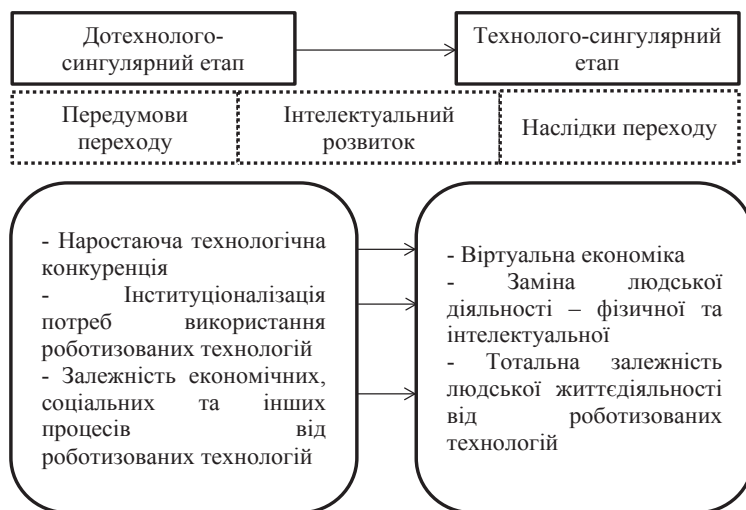 Дотехнолого-
сингулярний етап
Технолого-сингулярний
етап
Передумови
переходу
Інтелектуальний
розвиток
Наслідки переходу
- Наростаюча технологічна
конкуренція
- Інституціоналізація
потреб використання
роботизованих технологій
- Залежність економічних,
соціальних та інших
процесів від
роботизованих технологій
- Віртуальна економіка
- Заміна людської
діяльності – фізичної та
інтелектуальної
- Тотальна залежність
людської життєдіяльності
від роботизованих
технологій